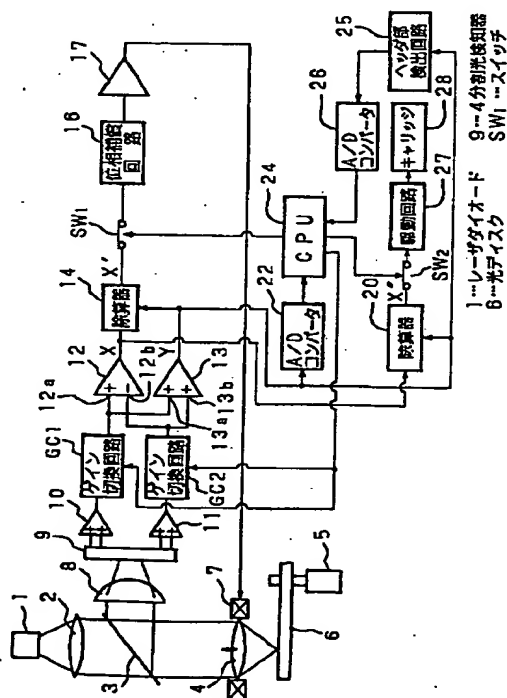 1
2
3
4
5
6
7
8
9
10
11
GC1
ゲイン
切換回路
ゲイン
切換回路
GC2
12a
12
12b
X
13
13a
13b
Y
14
除算器
X'
SW1
16
位相補償
回路
17
20
除算器
X"
SW2
22
A/D
コンバータ
24
CPU
25
ヘッダ部
検出回路
26
A/D
コンバータ
27
駆動回路
28
キャリッジ
1…レーザダイオード
6…光ディスク
9…4分割光検知器
SW1…スイッチ